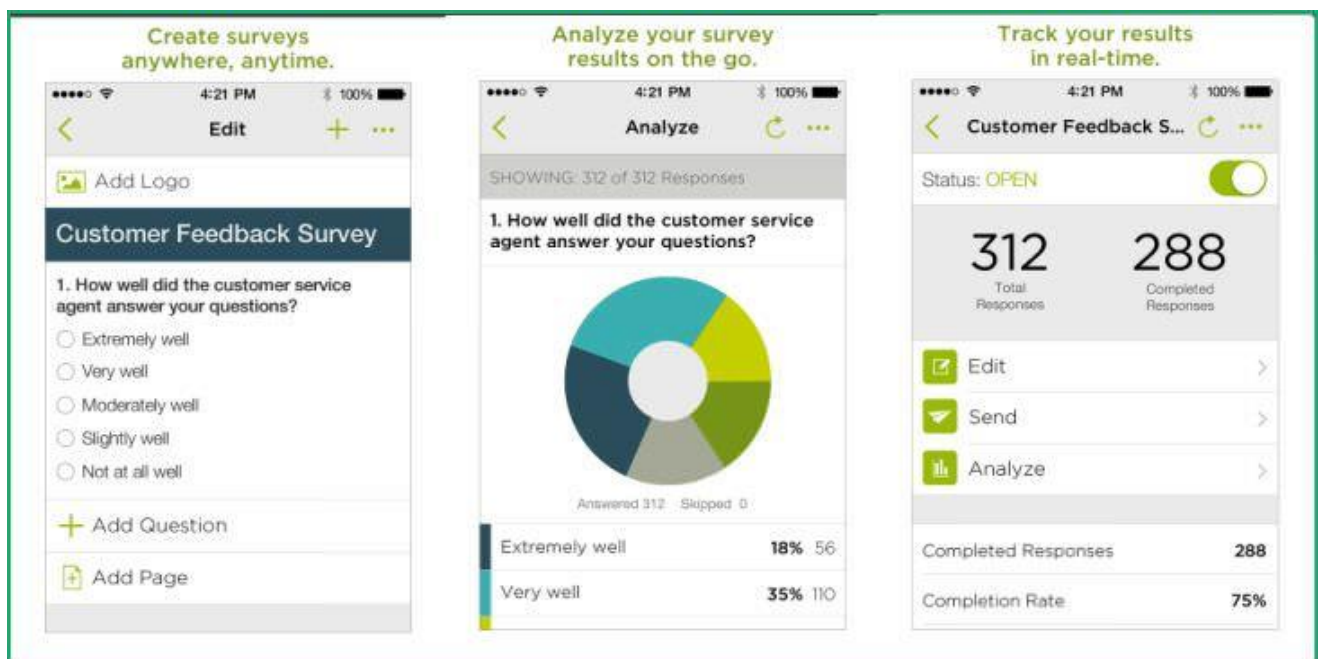 Create surveys
anywhere, anytime.
4:21 PM
100%
Edit
Add Logo
Customer Feedback Survey
1. How well did the customer service
agent answer your questions?
Extremely well
Very well
Moderately well
Slightly well
Not at all well
Add Question
Add Page
Analyze your survey
results on the go.
4:21 PM
100%
Analyze
SHOWING: 312 of 312 Responses
1. How well did the customer service
agent answer your questions?
Answered 312 Skipped 0
Extremely well 18% 56
Very well 35% 110
Track your results
in real-time.
4:21 PM
100%
Customer Feedback S...
Status: OPEN
312 288
Total Completed
Responses Responses
Edit
Send
Analyze
Completed Responses 288
Completion Rate 75%